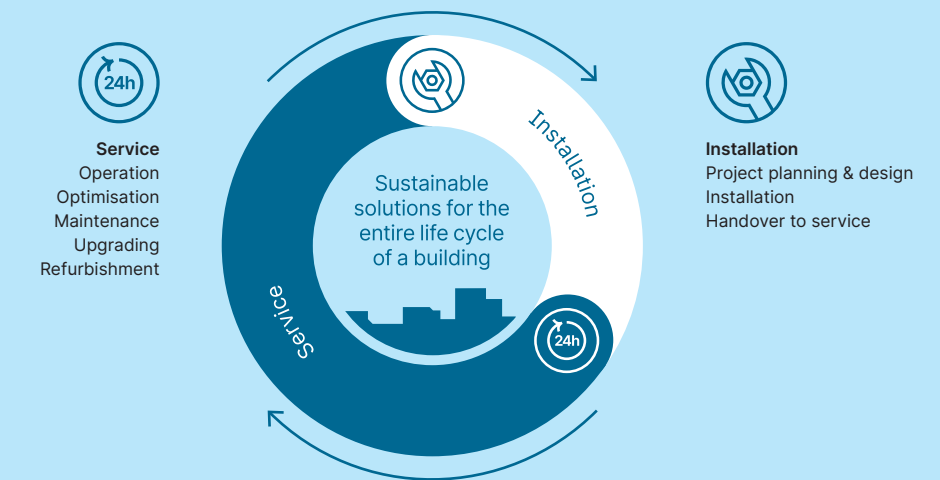 24h
Service
Operation
Optimisation
Maintenance
Upgrading
Refurbishment
Installation
Sustainable
solutions for the
entire life cycle
of a building
Service
24h
Installation
Project planning & design
Installation
Handover to service